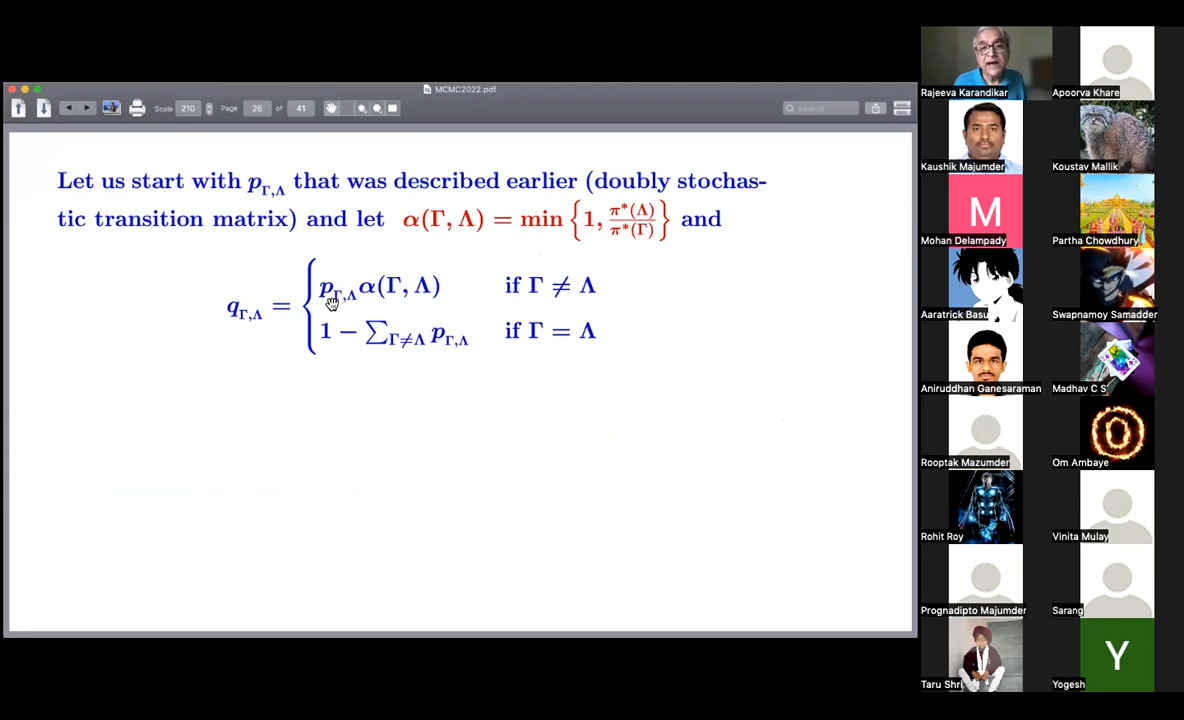 MCMC2022.pdf
Scale 210 Page 26 of 41 Search
Let us start with p_{Γ,Λ} that was described earlier (doubly stochas-
tic transition matrix) and let α(Γ, Λ) = min {1, π*(Λ)/π*(Γ)} and
q_{Γ,Λ} = { p_{Γ,Λ}α(Γ, Λ) if Γ ≠ Λ
1 − ∑_{Γ≠Λ} p_{Γ,Λ} if Γ = Λ
Rajeeva Karandikar
Apoorva Khare
Kaushik Majumder
Koustav Mallik
M
Mohan Delampady
Partha Chowdhury
Aaratrick Basu
Swapnamoy Samadder
Aniruddhan Ganesaraman
Madhav C S
Rooptak Mazumder
Om Ambaye
Rohit Roy
Vinita Mulay
Prognadipto Majumder
Sarang
Taru Shri
Y
Yogesh